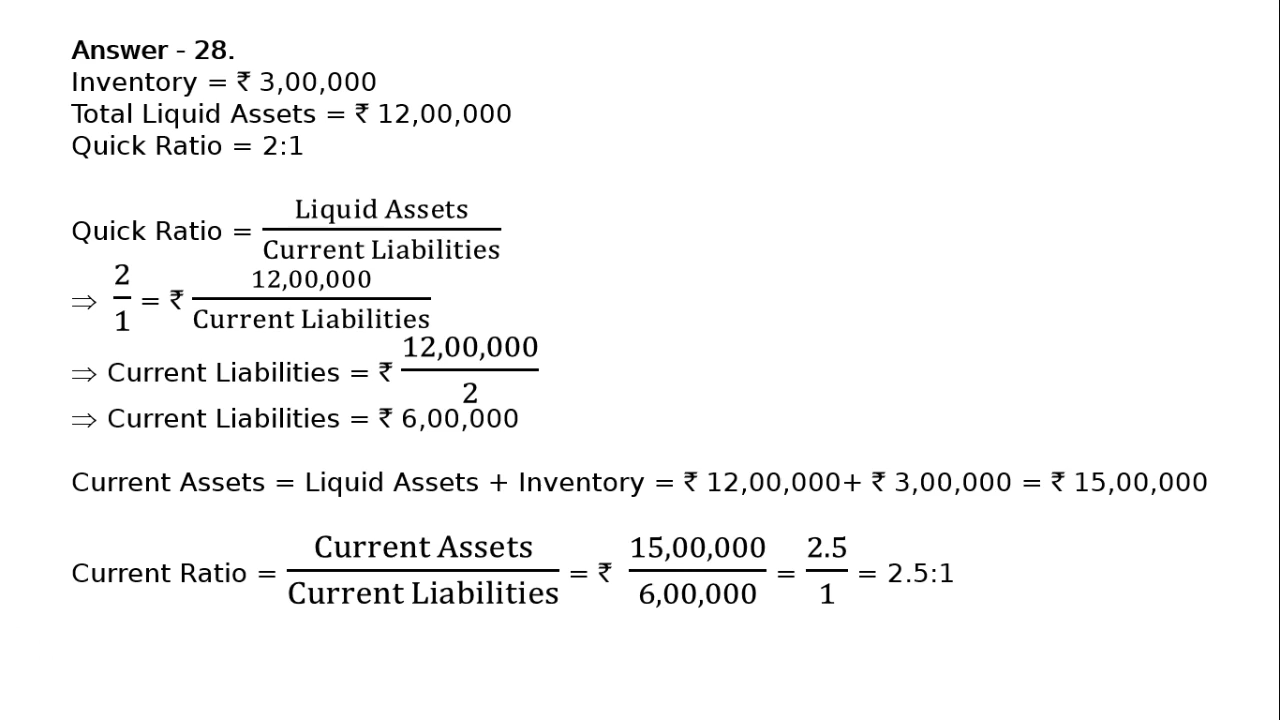 Answer - 28.
Inventory = ₹ 3,00,000
Total Liquid Assets = ₹ 12,00,000
Quick Ratio = 2:1
Quick Ratio = Liquid Assets / Current Liabilities
⇒ 2/1 = ₹ 12,00,000 / Current Liabilities
⇒ Current Liabilities = ₹ 12,00,000 / 2
⇒ Current Liabilities = ₹ 6,00,000
Current Assets = Liquid Assets + Inventory = ₹ 12,00,000+ ₹ 3,00,000 = ₹ 15,00,000
Current Ratio = Current Assets / Current Liabilities = ₹ 15,00,000 / 6,00,000 = 2.5 / 1 = 2.5:1